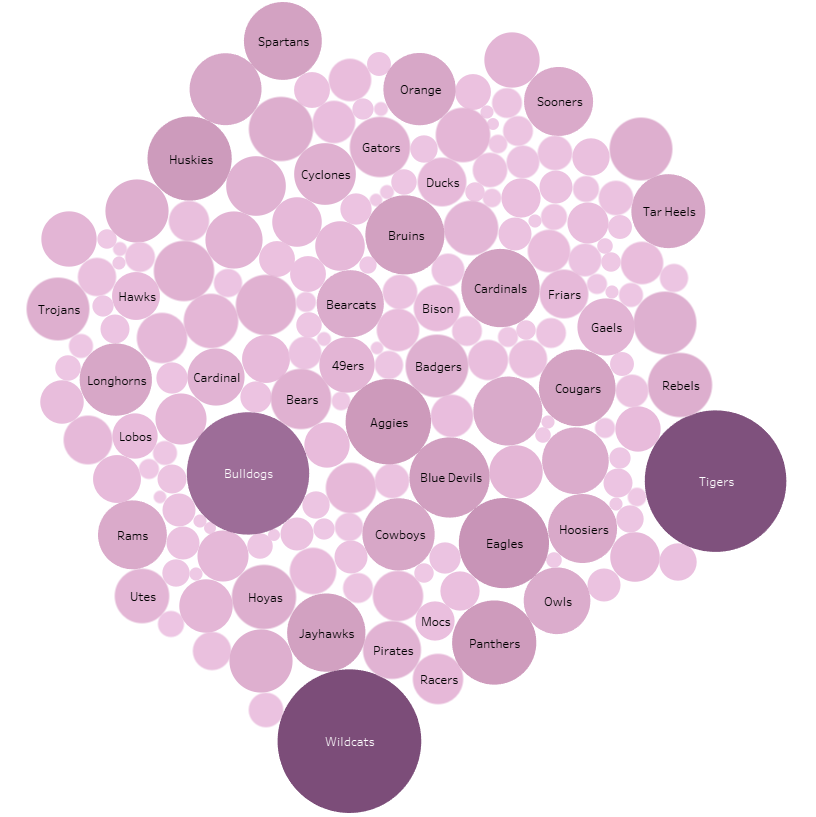 Spartans
Orange
Sooners
Gators
Huskies
Cyclones
Ducks
Tar Heels
Bruins
Cardinals
Friars
Hawks
Bearcats
Bison
Trojans
Gaels
49ers
Badgers
Longhorns
Cardinal
Cougars
Rebels
Bears
Aggies
Lobos
Bulldogs
Blue Devils
Tigers
Rams
Cowboys
Hoosiers
Eagles
Utes
Hoyas
Owls
Mocs
Jayhawks
Pirates
Panthers
Racers
Wildcats